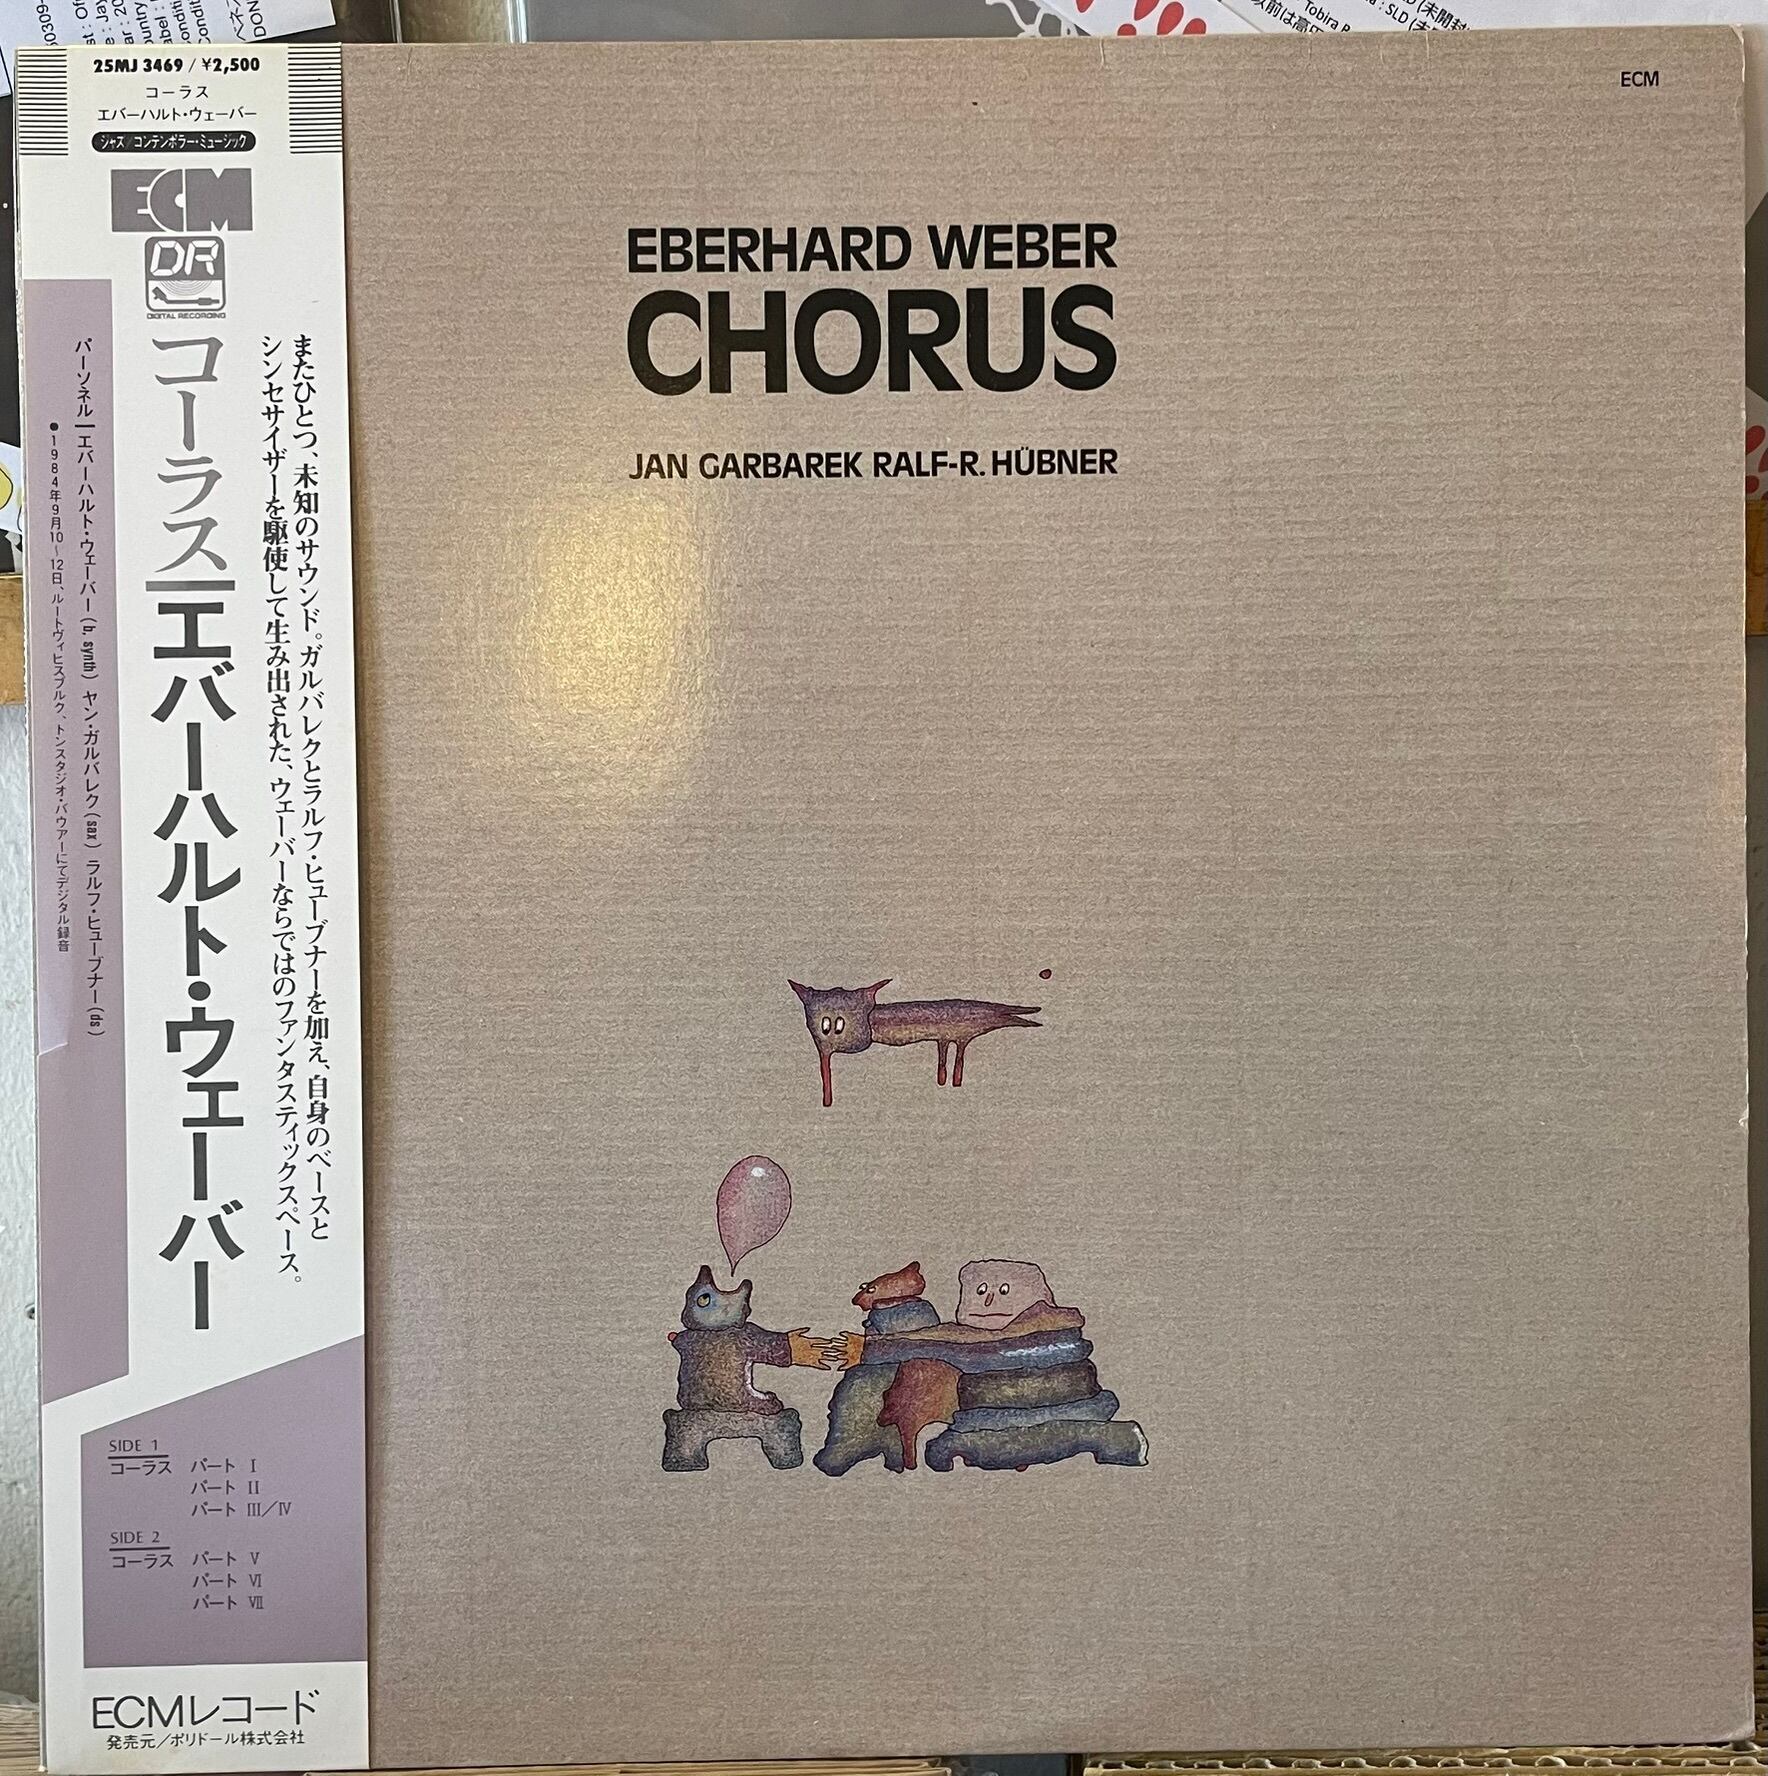 25MJ 3469 / ¥2,500
コーラス
エバーハルト・ウェーバー
ジャズ/コンテンポラリー・ミュージック
ECM
DR
DIGITAL RECORDING
またひとつ、未知のサウンド。ガルバレクとラルフ・ヒューブナーを加え、自身のベースと
シンセサイザーを駆使して生み出された、ウェーバーならではのファンタスティックスペース。
コーラス|エバーハルト・ウェーバー
パーソネル|エバーハルト・ウェーバー(b, synth) ヤン・ガルバレク(sax) ラルフ・ヒューブナー(ds)
●1984年9月10〜12日、ルートヴィヒスブルク、トンスタジオ・バウアーにてデジタル録音
SIDE 1
コーラス パート I
パート II
パート III/IV
SIDE 2
コーラス パート V
パート VI
パート VII
ECMレコード
発売元/ポリドール株式会社
ECM
EBERHARD WEBER
CHORUS
JAN GARBAREK RALF-R. HÜBNER